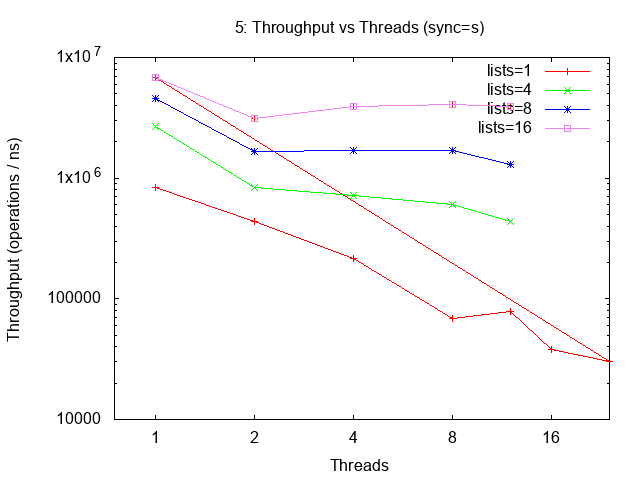 5: Throughput vs Threads (sync=s)
1x10^7
1x10^6
100000
10000
Throughput (operations / ns)
lists=1
lists=4
lists=8
lists=16
1 2 4 8 16
Threads